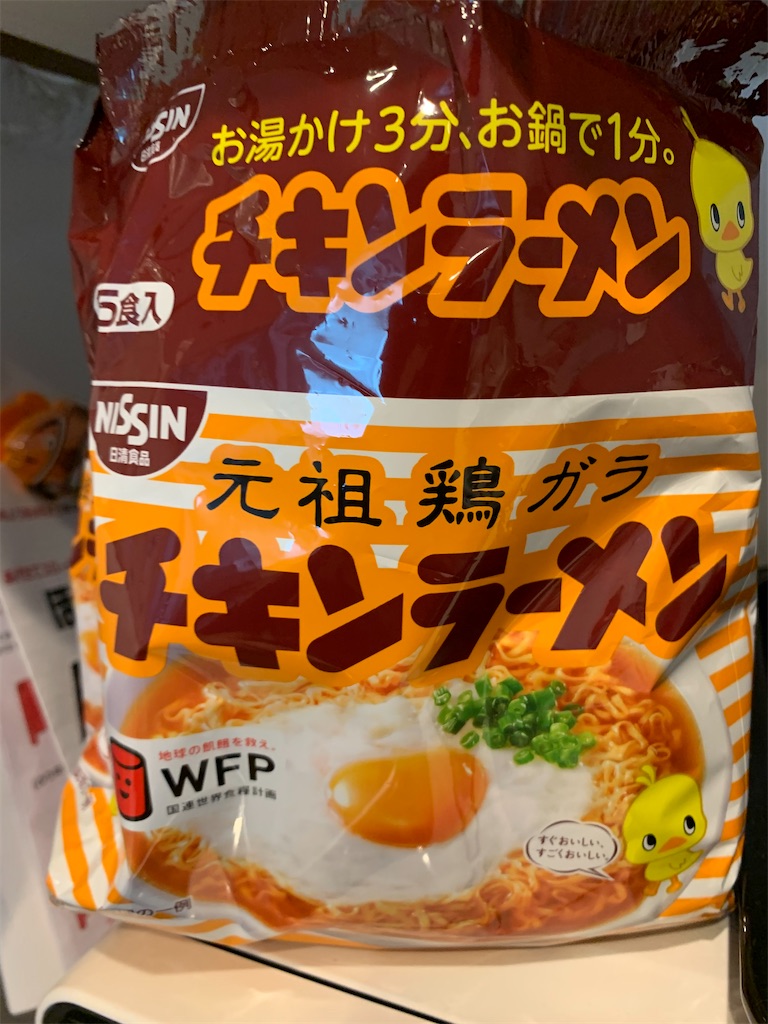 NISSIN
お湯かけ3分、お鍋で1分。
チキンラーメン
5食入
NISSIN
日清食品
元祖鶏ガラ
チキンラーメン
地球の飢餓を救え。
WFP
国連世界食糧計画
すぐおいしい、
すごくおいしい。
の一例